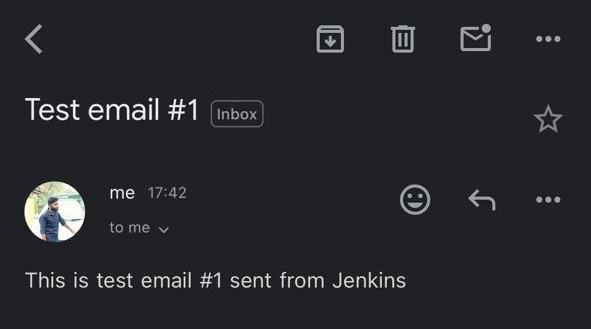 Test email #1 Inbox
me 17:42
to me
This is test email #1 sent from Jenkins